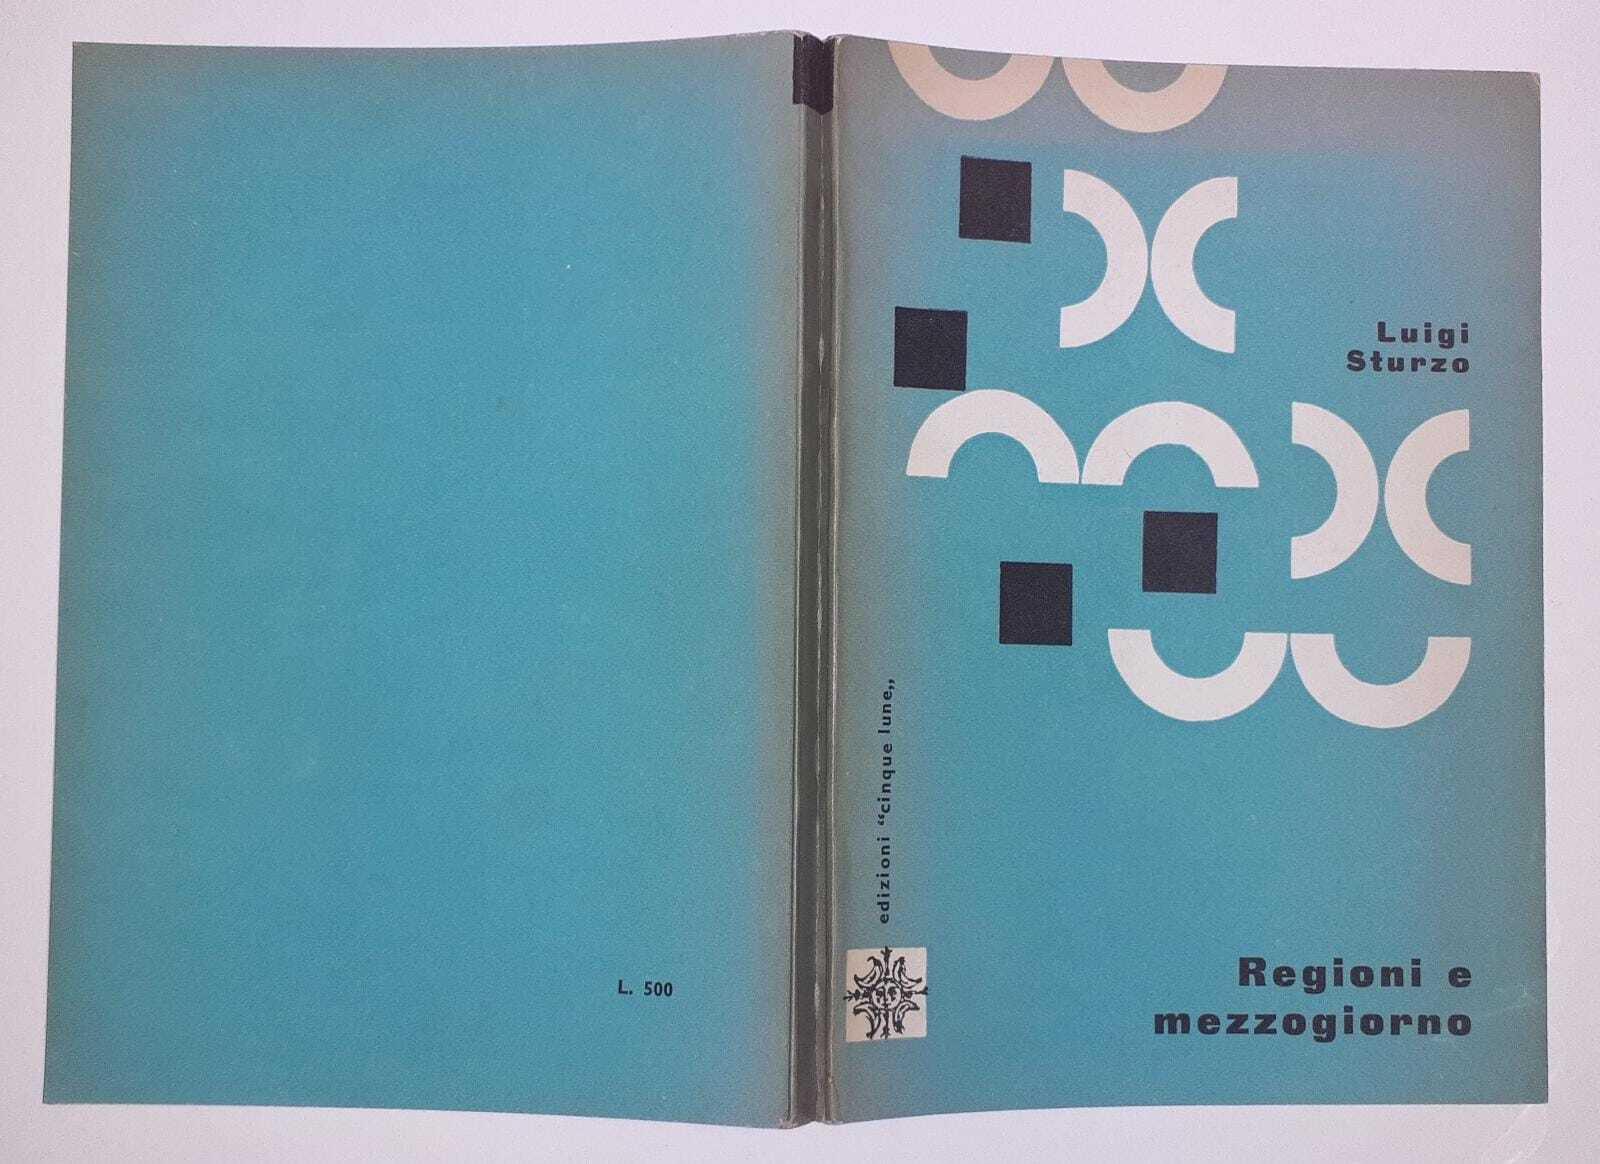 L. 500
Luigi
Sturzo
edizioni “cinque lune„
Regioni e
mezzogiorno